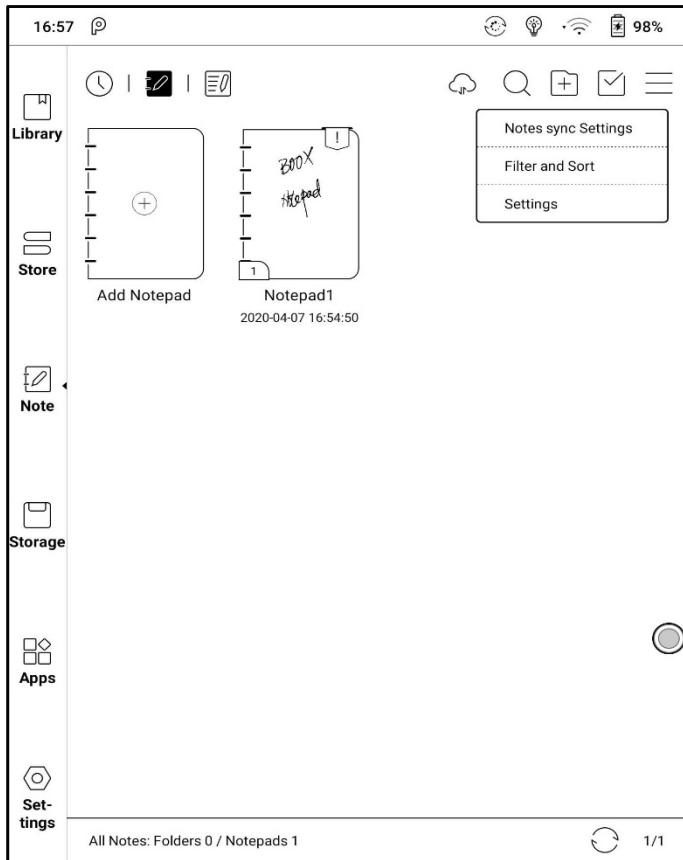 16:57
98%
Library
Store
Note
Storage
Apps
Set-
tings
Notes sync Settings
Filter and Sort
Settings
!
BOOX
Notepad
1
Add Notepad
Notepad1
2020-04-07 16:54:50
All Notes: Folders 0 / Notepads 1
1/1